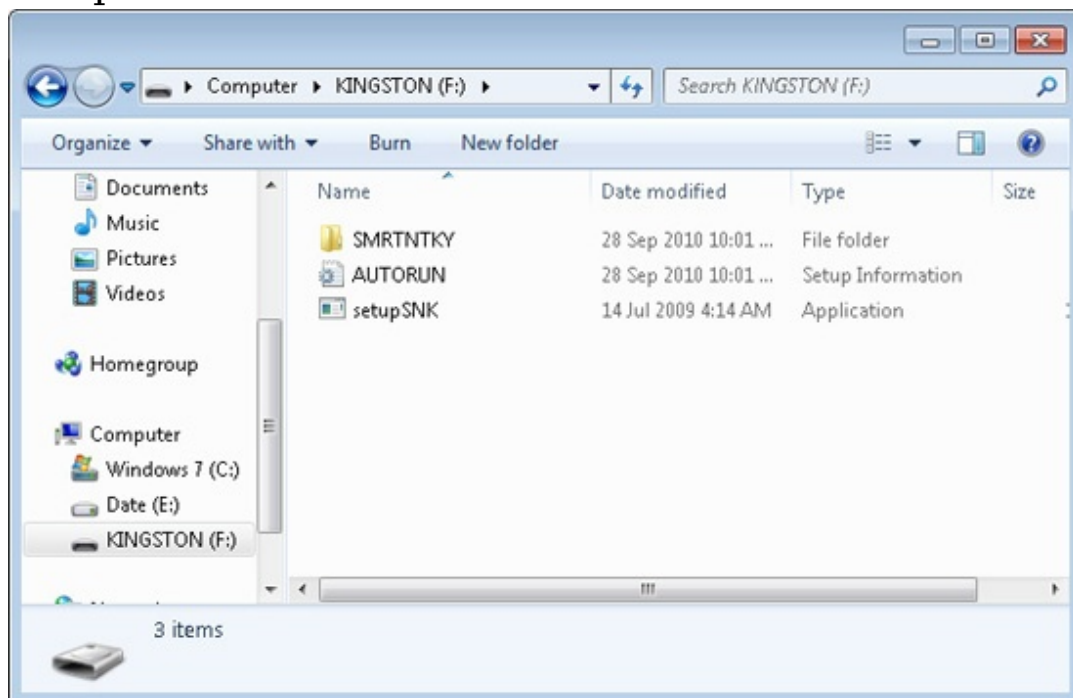 Computer ▸ KINGSTON (F:) ▸
Search KINGSTON (F:)
Organize Share with Burn New folder
Documents
Music
Pictures
Videos
Homegroup
Computer
Windows 7 (C:)
Date (E:)
KINGSTON (F:)
Name Date modified Type Size
SMRTNTKY 28 Sep 2010 10:01 ... File folder
AUTORUN 28 Sep 2010 10:01 ... Setup Information
setupSNK 14 Jul 2009 4:14 AM Application
3 items